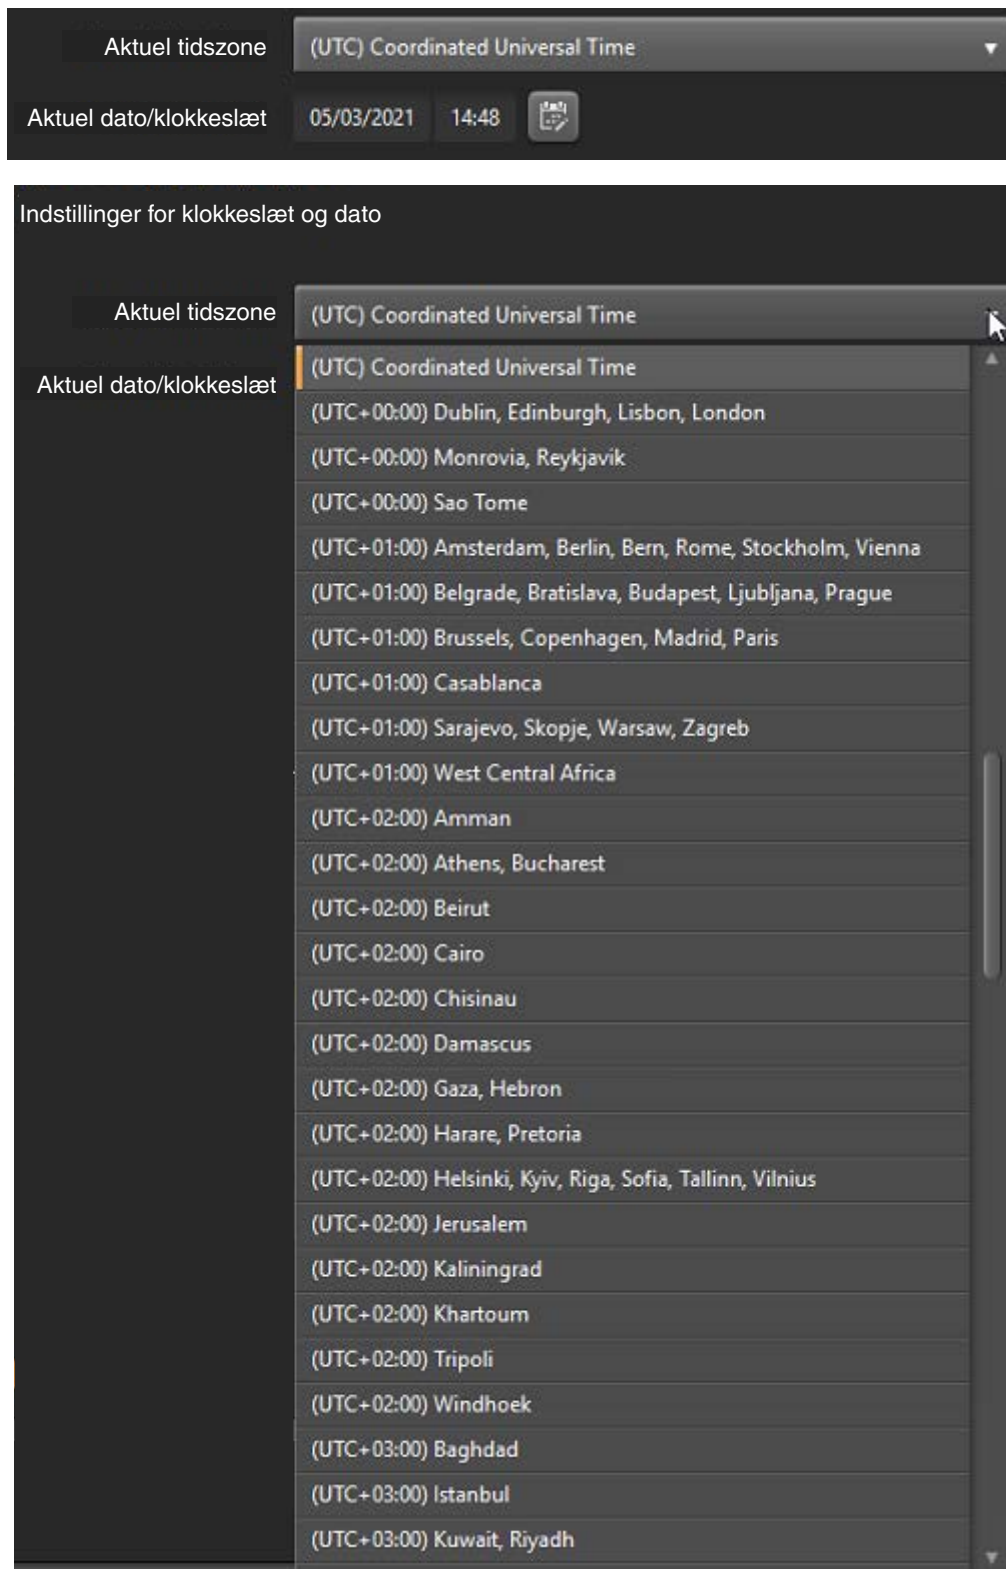 Aktuel tidszone (UTC) Coordinated Universal Time
Aktuel dato/klokkeslæt 05/03/2021 14:48
Indstillinger for klokkeslæt og dato
Aktuel tidszone (UTC) Coordinated Universal Time
Aktuel dato/klokkeslæt (UTC) Coordinated Universal Time
(UTC+00:00) Dublin, Edinburgh, Lisbon, London
(UTC+00:00) Monrovia, Reykjavik
(UTC+00:00) Sao Tome
(UTC+01:00) Amsterdam, Berlin, Bern, Rome, Stockholm, Vienna
(UTC+01:00) Belgrade, Bratislava, Budapest, Ljubljana, Prague
(UTC+01:00) Brussels, Copenhagen, Madrid, Paris
(UTC+01:00) Casablanca
(UTC+01:00) Sarajevo, Skopje, Warsaw, Zagreb
(UTC+01:00) West Central Africa
(UTC+02:00) Amman
(UTC+02:00) Athens, Bucharest
(UTC+02:00) Beirut
(UTC+02:00) Cairo
(UTC+02:00) Chisinau
(UTC+02:00) Damascus
(UTC+02:00) Gaza, Hebron
(UTC+02:00) Harare, Pretoria
(UTC+02:00) Helsinki, Kyiv, Riga, Sofia, Tallinn, Vilnius
(UTC+02:00) Jerusalem
(UTC+02:00) Kaliningrad
(UTC+02:00) Khartoum
(UTC+02:00) Tripoli
(UTC+02:00) Windhoek
(UTC+03:00) Baghdad
(UTC+03:00) Istanbul
(UTC+03:00) Kuwait, Riyadh